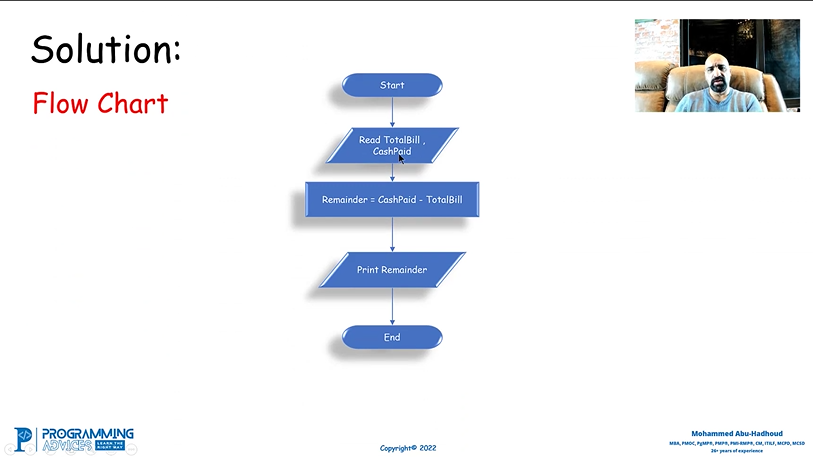 Solution:
Flow Chart
Start
Read TotalBill ,
CashPaid
Remainder = CashPaid - TotalBill
Print Remainder
End
PROGRAMMING
ADVICES LEARN THE
RIGHT WAY
Copyright© 2022
Mohammed Abu-Hadhoud
MBA, PMOC, PgMP®, PMP®, PMI-RMP®, CM, ITILF, MCPD, MCSD
26+ years of experience